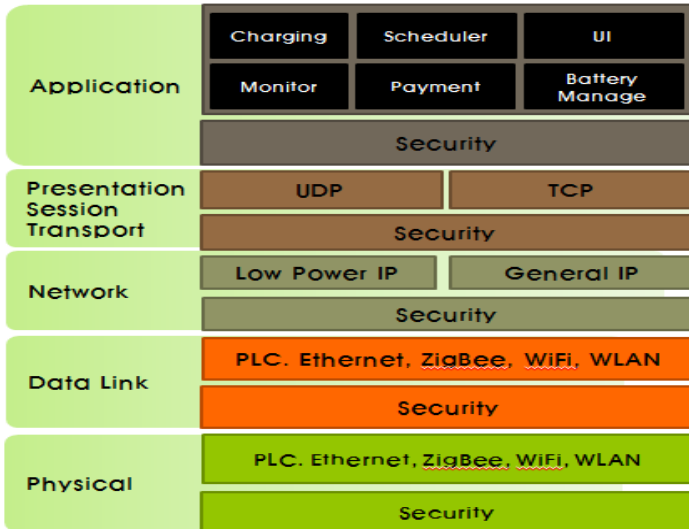 Application
Charging
Scheduler
UI
Monitor
Payment
Battery
Manage
Security
Presentation
Session
Transport
UDP
TCP
Security
Network
Low Power IP
General IP
Security
Data Link
PLC. Ethernet, ZigBee, WiFi, WLAN
Security
Physical
PLC. Ethernet, ZigBee, WiFi, WLAN
Security